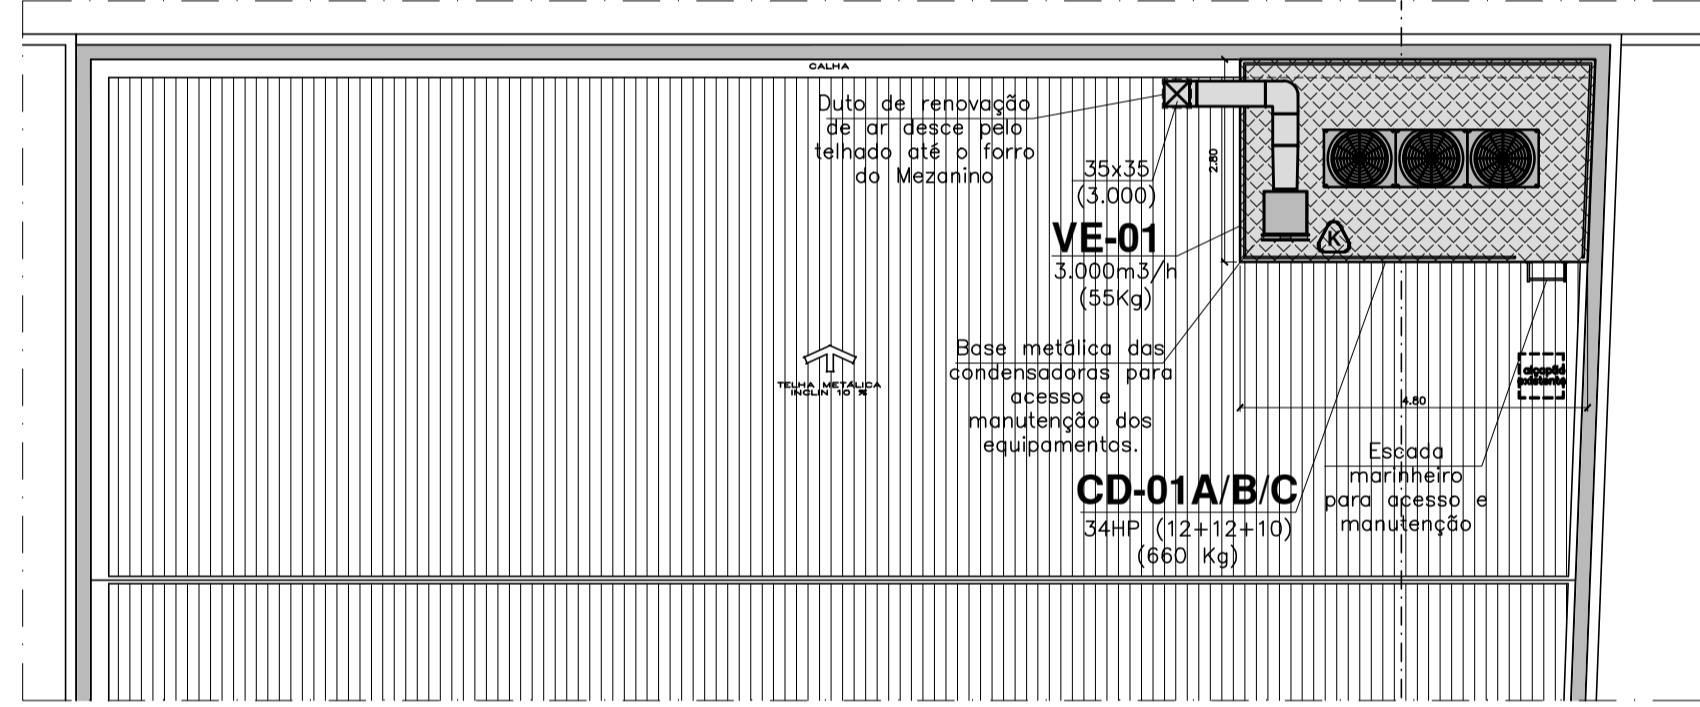 CALHA
Duto de renovação
de ar desce pelo
telhado até o forro
do Mezanino
35x35
(3.000)
VE-01
3.000m3/h
(55Kg)
2.80
K
Base metálica das
condensadoras para
acesso e
manutenção dos
equipamentos.
TELHA METÁLICA
INCLIN 10 %
alçapão
existente
4.80
CD-01A/B/C
34HP (12+12+10)
(660 Kg)
Escada
marinheiro
para acesso e
manutenção